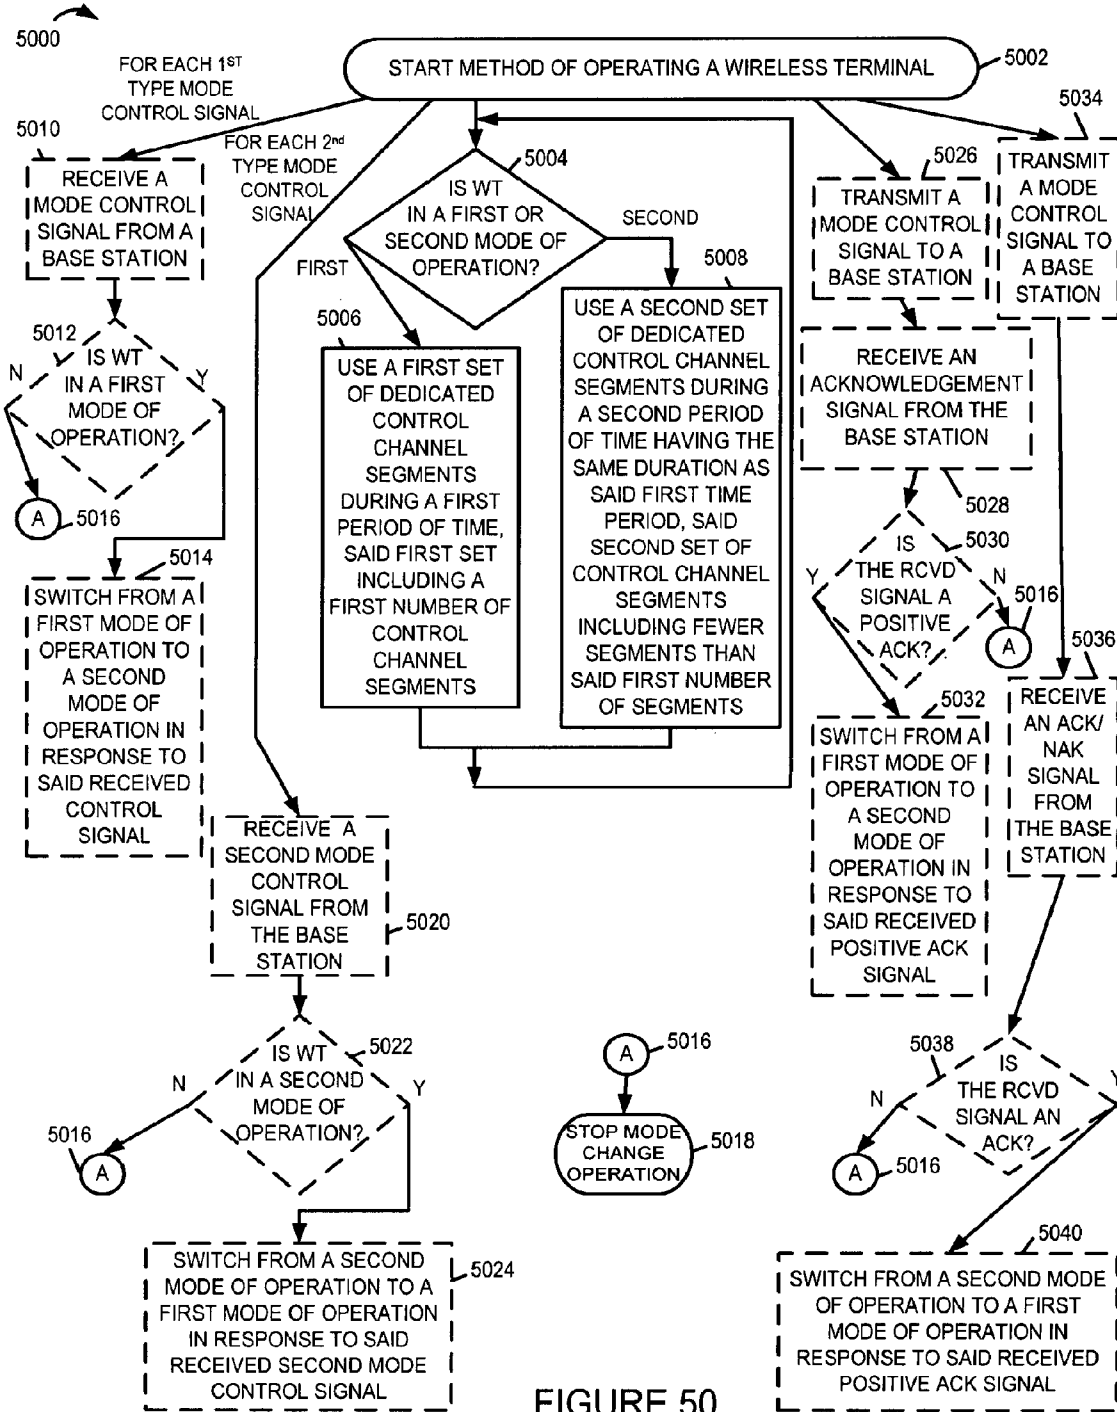 5000
START METHOD OF OPERATING A WIRELESS TERMINAL
5002
FOR EACH 1ST
TYPE MODE
CONTROL SIGNAL
5010
RECEIVE A
MODE CONTROL
SIGNAL FROM A
BASE STATION
5012
IS WT
IN A FIRST
MODE OF
OPERATION?
N
Y
A
5016
5014
SWITCH FROM A
FIRST MODE OF
OPERATION TO
A SECOND
MODE OF
OPERATION IN
RESPONSE TO
SAID RECEIVED
CONTROL
SIGNAL
FOR EACH 2nd
TYPE MODE
CONTROL
SIGNAL
RECEIVE A
SECOND MODE
CONTROL
SIGNAL FROM
THE BASE
STATION
5020
IS WT
IN A SECOND
MODE OF
OPERATION?
5022
N
Y
5016
A
SWITCH FROM A SECOND
MODE OF OPERATION TO A
FIRST MODE OF OPERATION
IN RESPONSE TO SAID
RECEIVED SECOND MODE
CONTROL SIGNAL
5024
5004
IS WT
IN A FIRST OR
SECOND MODE OF
OPERATION?
FIRST
SECOND
5006
USE A FIRST SET
OF DEDICATED
CONTROL
CHANNEL
SEGMENTS
DURING A FIRST
PERIOD OF TIME,
SAID FIRST SET
INCLUDING A
FIRST NUMBER OF
CONTROL
CHANNEL
SEGMENTS
5008
USE A SECOND SET
OF DEDICATED
CONTROL CHANNEL
SEGMENTS DURING
A SECOND PERIOD
OF TIME HAVING THE
SAME DURATION AS
SAID FIRST TIME
PERIOD, SAID
SECOND SET OF
CONTROL CHANNEL
SEGMENTS
INCLUDING FEWER
SEGMENTS THAN
SAID FIRST NUMBER
OF SEGMENTS
A
5016
STOP MODE
CHANGE
OPERATION
5018
5026
TRANSMIT A
MODE CONTROL
SIGNAL TO A
BASE STATION
RECEIVE AN
ACKNOWLEDGEMENT
SIGNAL FROM THE
BASE STATION
5028
IS
THE RCVD
SIGNAL A
POSITIVE
ACK?
5030
Y
N
5016
A
5032
SWITCH FROM A
FIRST MODE OF
OPERATION TO
A SECOND
MODE OF
OPERATION IN
RESPONSE TO
SAID RECEIVED
POSITIVE ACK
SIGNAL
5034
TRANSMIT
A MODE
CONTROL
SIGNAL TO
A BASE
STATION
5036
RECEIVE
AN ACK/
NAK
SIGNAL
FROM
THE BASE
STATION
5038
IS
THE RCVD
SIGNAL AN
ACK?
N
Y
A
5016
5040
SWITCH FROM A SECOND MODE
OF OPERATION TO A FIRST
MODE OF OPERATION IN
RESPONSE TO SAID RECEIVED
POSITIVE ACK SIGNAL
FIGURE 50